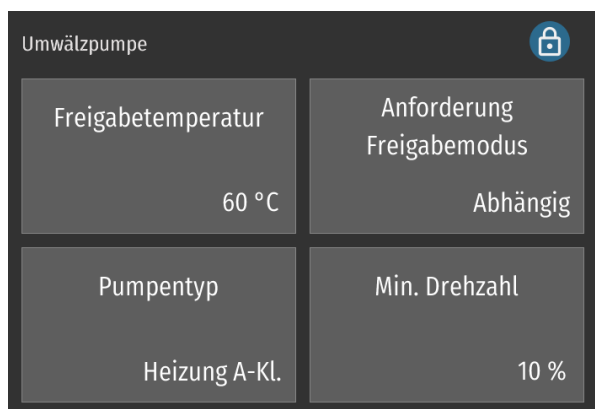 Umwälzpumpe
Freigabetemperatur
60 °C
Anforderung
Freigabemodus
Abhängig
Pumpentyp
Heizung A-Kl.
Min. Drehzahl
10 %